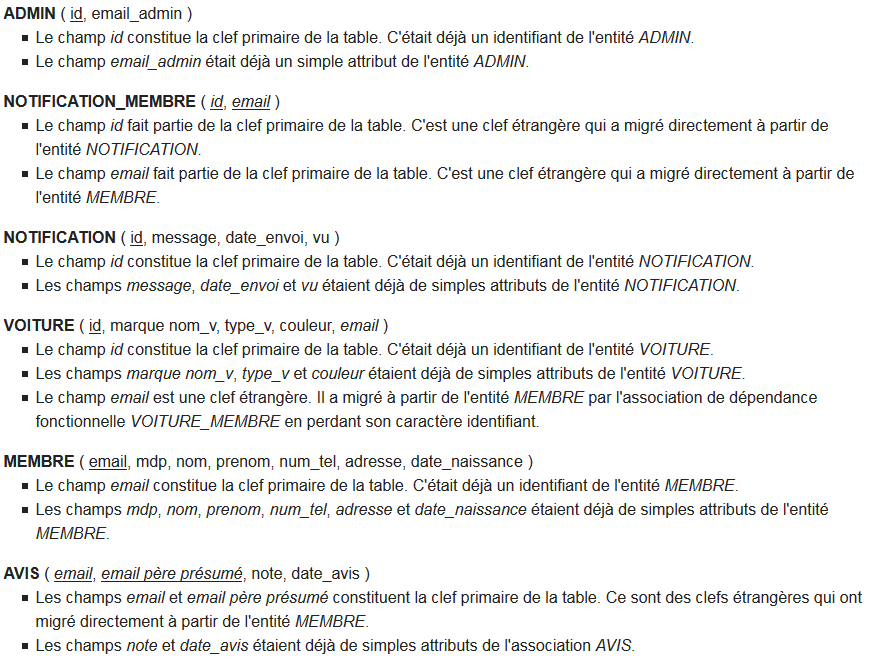 ADMIN ( id, email_admin )
Le champ id constitue la clef primaire de la table. C'était déjà un identifiant de l'entité ADMIN.
Le champ email_admin était déjà un simple attribut de l'entité ADMIN.
NOTIFICATION_MEMBRE ( id, email )
Le champ id fait partie de la clef primaire de la table. C'est une clef étrangère qui a migré directement à partir de
l'entité NOTIFICATION.
Le champ email fait partie de la clef primaire de la table. C'est une clef étrangère qui a migré directement à partir de
l'entité MEMBRE.
NOTIFICATION ( id, message, date_envoi, vu )
Le champ id constitue la clef primaire de la table. C'était déjà un identifiant de l'entité NOTIFICATION.
Les champs message, date_envoi et vu étaient déjà de simples attributs de l'entité NOTIFICATION.
VOITURE ( id, marque nom_v, type_v, couleur, email )
Le champ id constitue la clef primaire de la table. C'était déjà un identifiant de l'entité VOITURE.
Les champs marque nom_v, type_v et couleur étaient déjà de simples attributs de l'entité VOITURE.
Le champ email est une clef étrangère. Il a migré à partir de l'entité MEMBRE par l'association de dépendance
fonctionnelle VOITURE_MEMBRE en perdant son caractère identifiant.
MEMBRE ( email, mdp, nom, prenom, num_tel, adresse, date_naissance )
Le champ email constitue la clef primaire de la table. C'était déjà un identifiant de l'entité MEMBRE.
Les champs mdp, nom, prenom, num_tel, adresse et date_naissance étaient déjà de simples attributs de l'entité
MEMBRE.
AVIS ( email, email père présumé, note, date_avis )
Les champs email et email père présumé constituent la clef primaire de la table. Ce sont des clefs étrangères qui ont
migré directement à partir de l'entité MEMBRE.
Les champs note et date_avis étaient déjà de simples attributs de l'association AVIS.